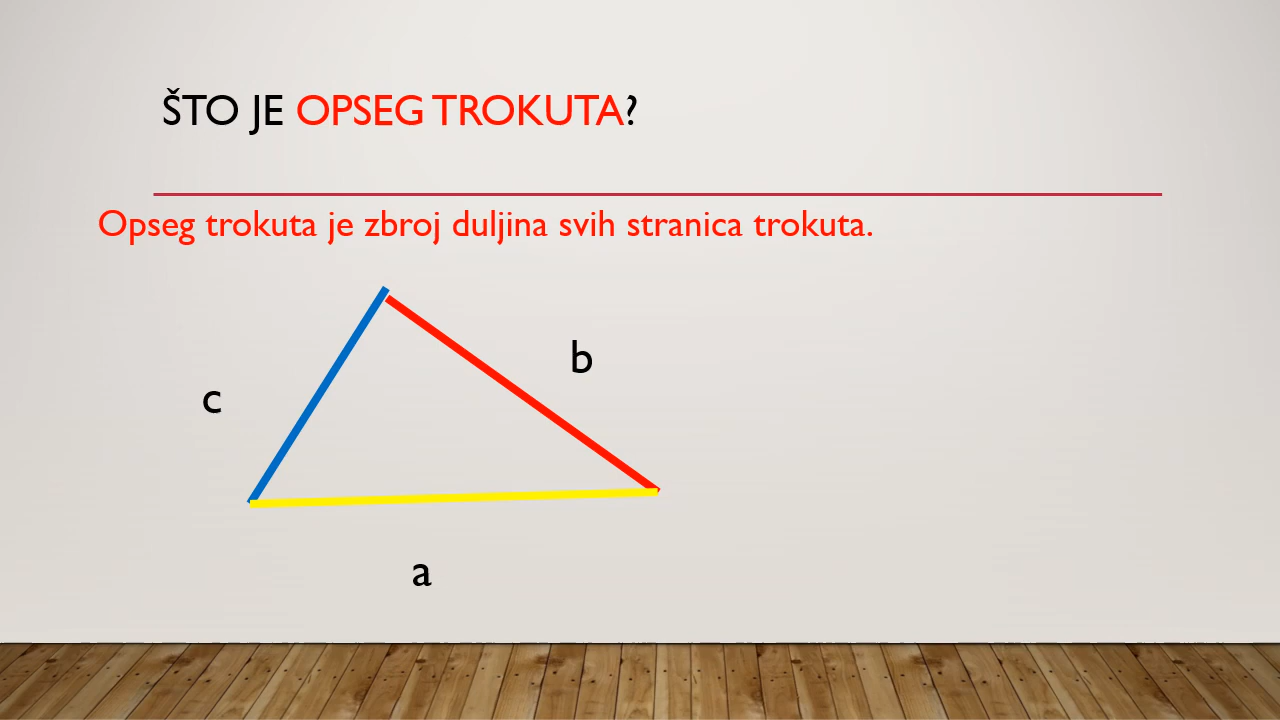 ŠTO JE OPSEG TROKUTA?
Opseg trokuta je zbroj duljina svih stranica trokuta.
b
c
a